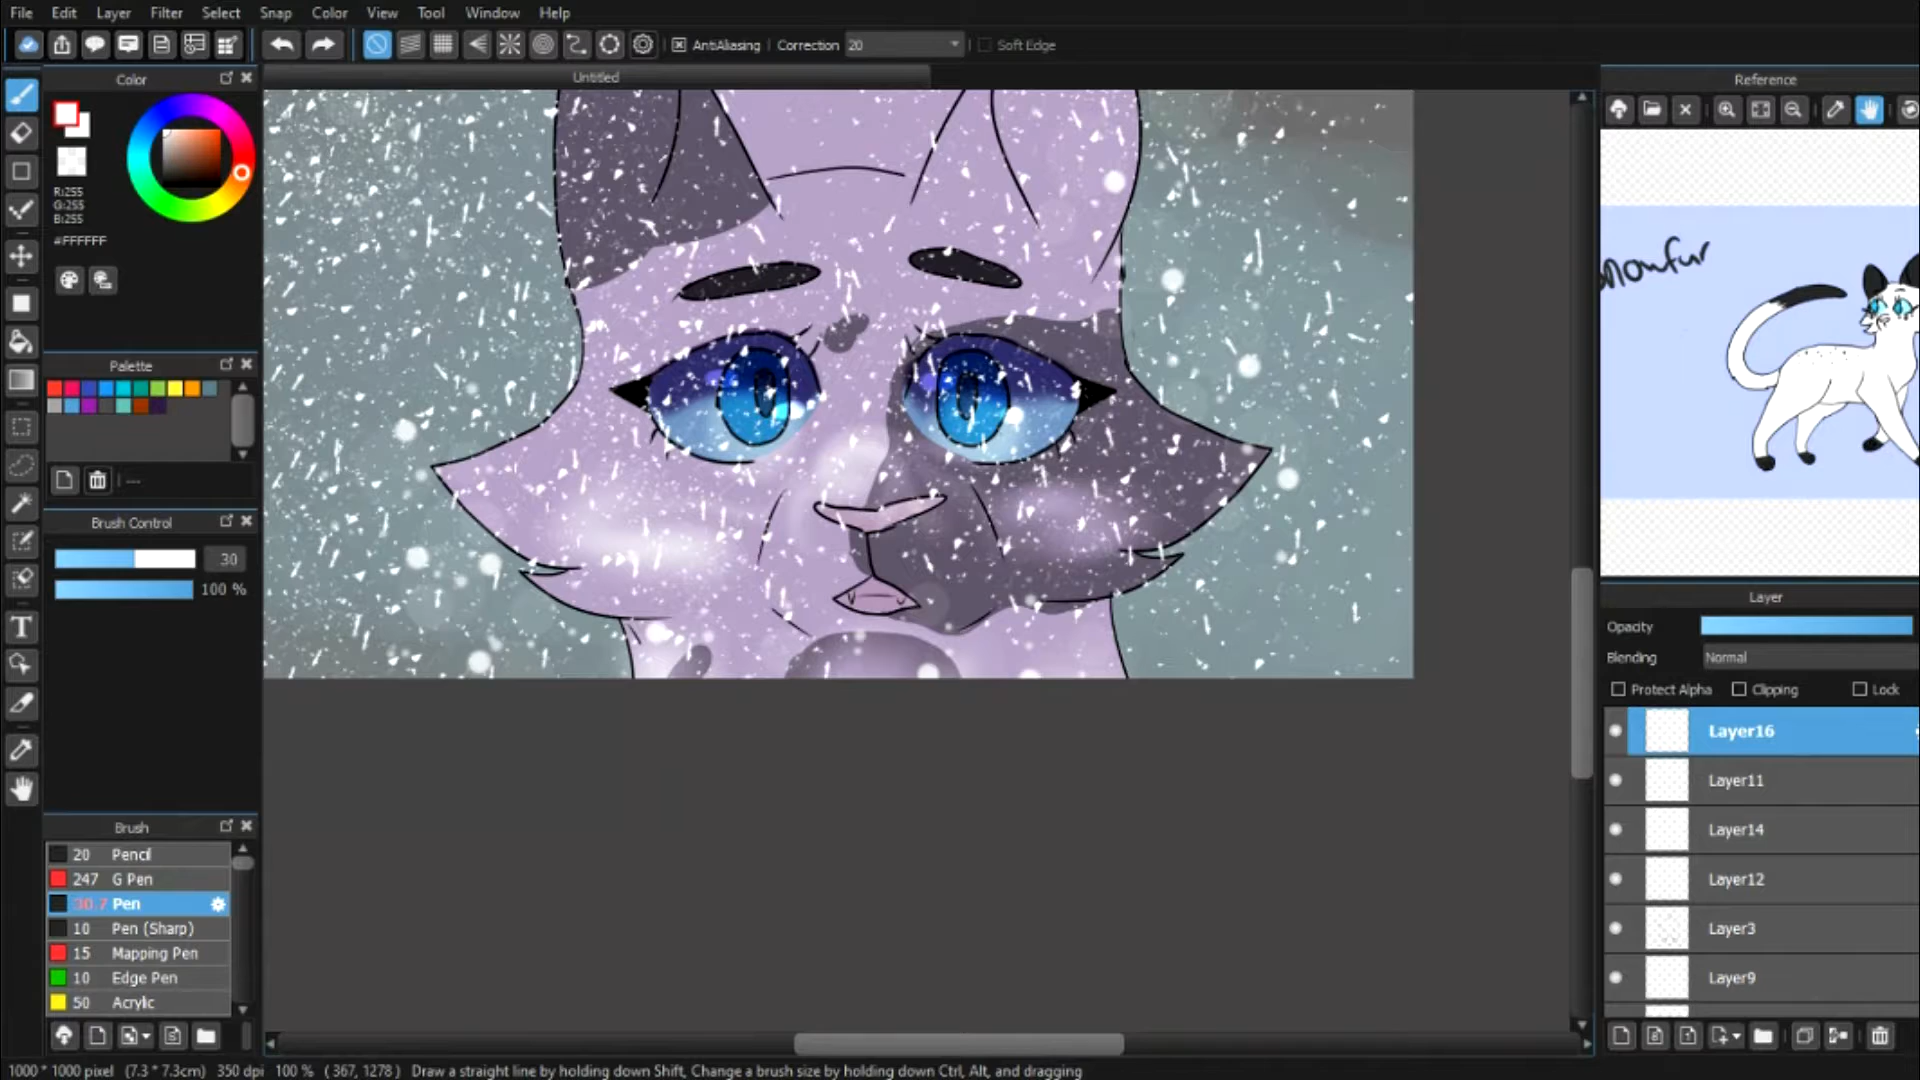 File Edit Layer Filter Select Snap Color View Tool Window Help
AntiAliasing Correction 20 Soft Edge
Color
Untitled
Reference
R:255
G:255
B:255
#FFFFFF
Palette
---
Brush Control
30
100 %
Brush
20 Pencil
247 G Pen
30.7 Pen
10 Pen (Sharp)
15 Mapping Pen
10 Edge Pen
50 Acrylic
Layer
Opacity
Blending Normal
Protect Alpha Clipping Lock
Layer16
Layer11
Layer14
Layer12
Layer3
Layer9
1000 * 1000 pixel (7.3 * 7.3cm) 350 dpi 100 % ( 367, 1278 ) Draw a straight line by holding down Shift, Change a brush size by holding down Ctrl, Alt, and dragging